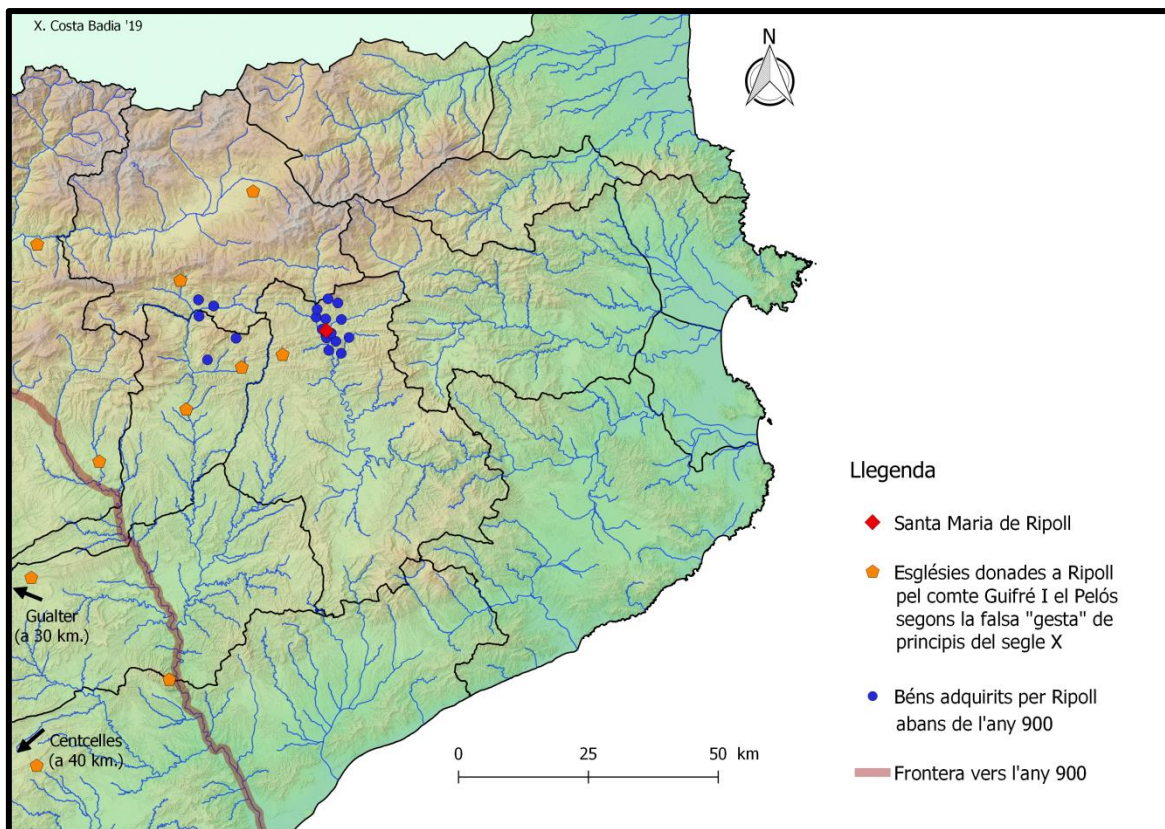 X. Costa Badia '19
N
Gualter
(a 30 km.)
Centcelles
(a 40 km.)
0 25 50 km
Llegenda
Santa Maria de Ripoll
Esglésies donades a Ripoll
pel comte Guifré I el Pelós
segons la falsa "gesta" de
principis del segle X
Béns adquirits per Ripoll
abans de l'any 900
Frontera vers l'any 900